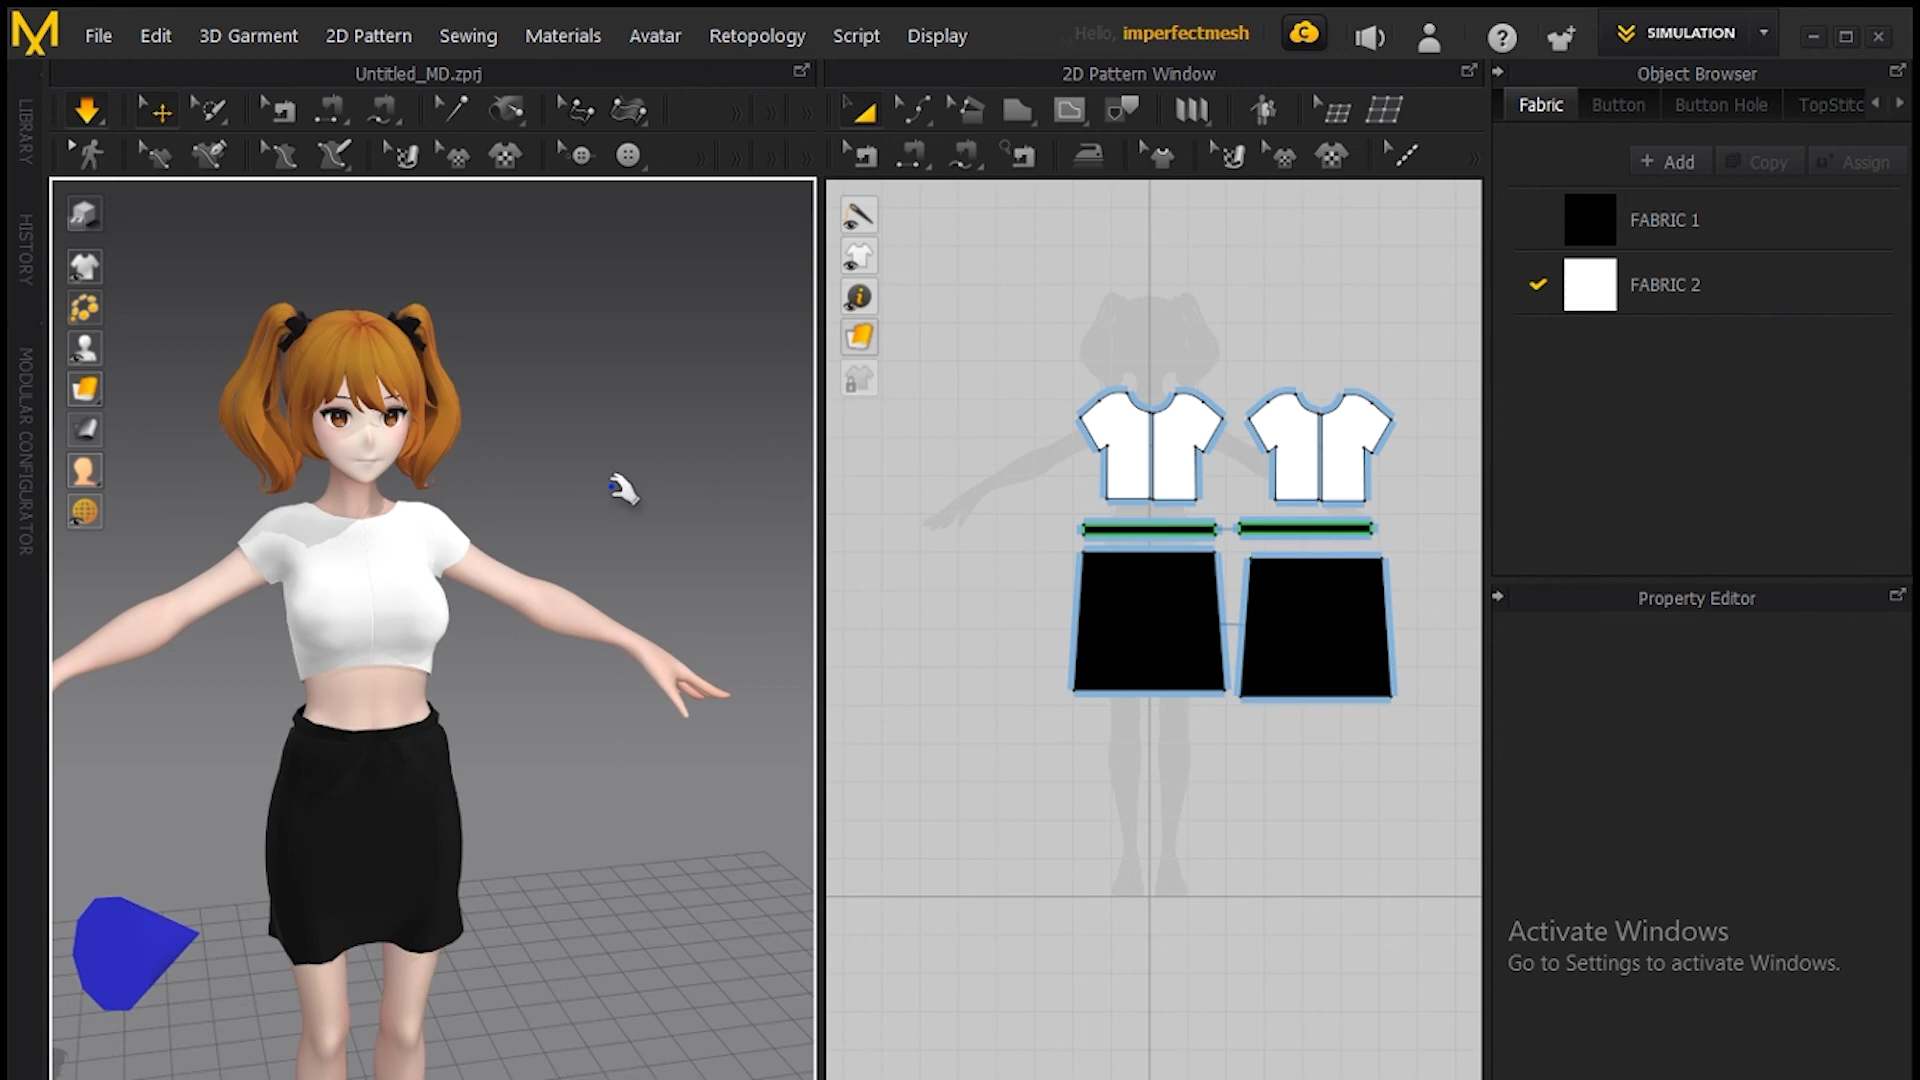 File Edit 3D Garment 2D Pattern Sewing Materials Avatar Retopology Script Display
Hello, imperfectmesh
SIMULATION
Untitled_MD.zprj
2D Pattern Window
Object Browser
LIBRARY
HISTORY
MODULAR CONFIGURATOR
Fabric Button Button Hole TopStitc
+ Add Copy Assign
FABRIC 1
FABRIC 2
Property Editor
Activate Windows
Go to Settings to activate Windows.